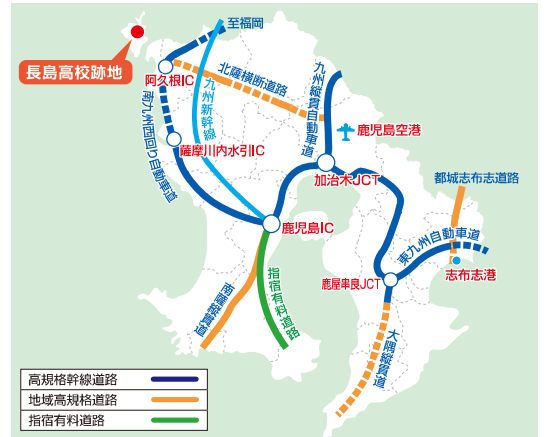 至福岡
長島高校跡地
阿久根IC
北薩横断道路
九州新幹線
九州縦貫自動車道
鹿児島空港
南九州西回り自動車道
薩摩川内水引IC
加治木JCT
都城志布志道路
鹿児島IC
東九州自動車道
志布志港
鹿屋串良JCT
指宿有料道路
南薩縦貫道
大隅縦貫道
高規格幹線道路
地域高規格道路
指宿有料道路